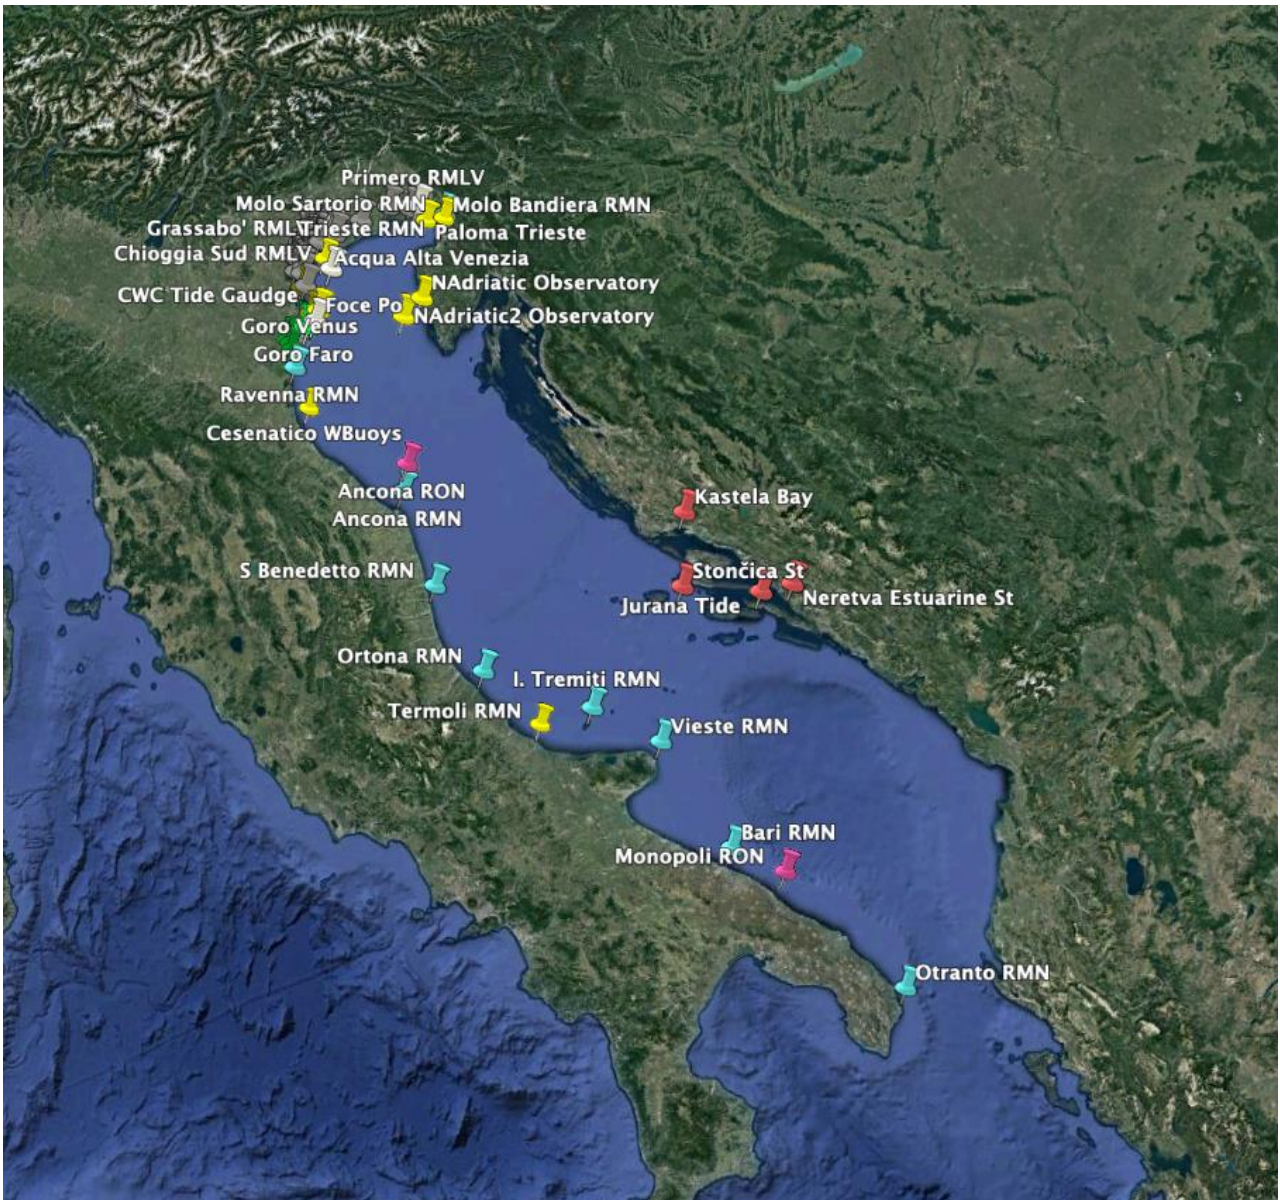 Primero RMLV
Molo Sartorio RMN
Molo Bandiera RMN
Grassabo' RMLV
Trieste RMN
Paloma Trieste
Chioggia Sud RMLV
Acqua Alta Venezia
NAdriatic Observatory
CWC Tide Gaudge
Foce Po
NAdriatic2 Observatory
Goro Venus
Goro Faro
Ravenna RMN
Cesenatico WBuoys
Ancona RON
Kastela Bay
Ancona RMN
S Benedetto RMN
Stončica St
Neretva Estuarine St
Jurana Tide
Ortona RMN
I. Tremiti RMN
Termoli RMN
Vieste RMN
Bari RMN
Monopoli RON
Otranto RMN